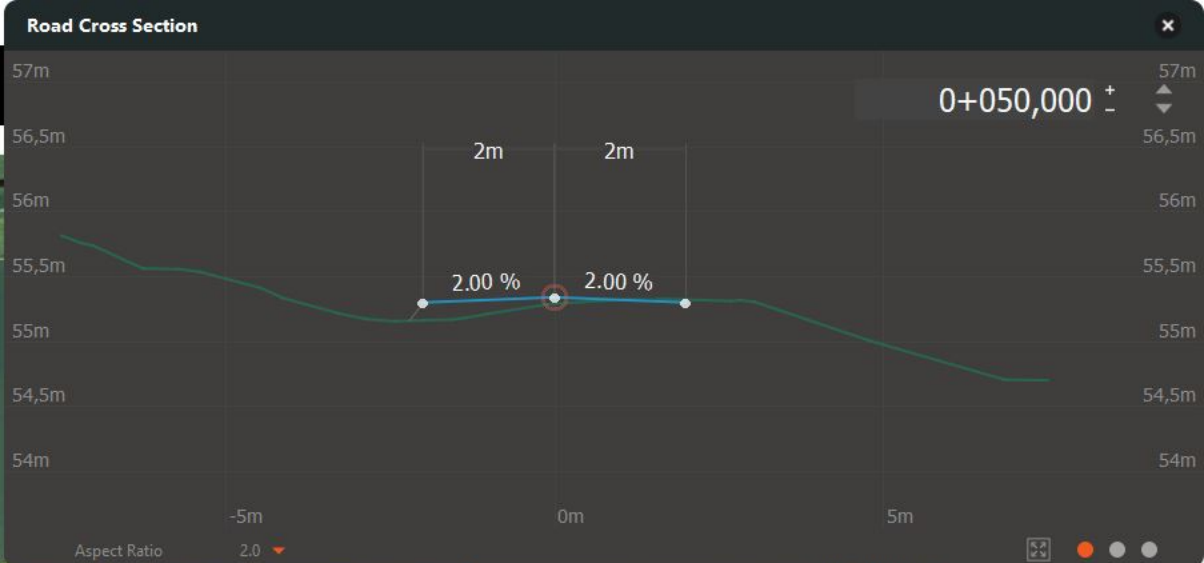 Road Cross Section
57m 57m
0+050,000 + -
56,5m 56,5m
2m 2m
56m 56m
55,5m 55,5m
2.00 % 2.00 %
55m 55m
54,5m 54,5m
54m 54m
-5m 0m 5m
Aspect Ratio 2.0